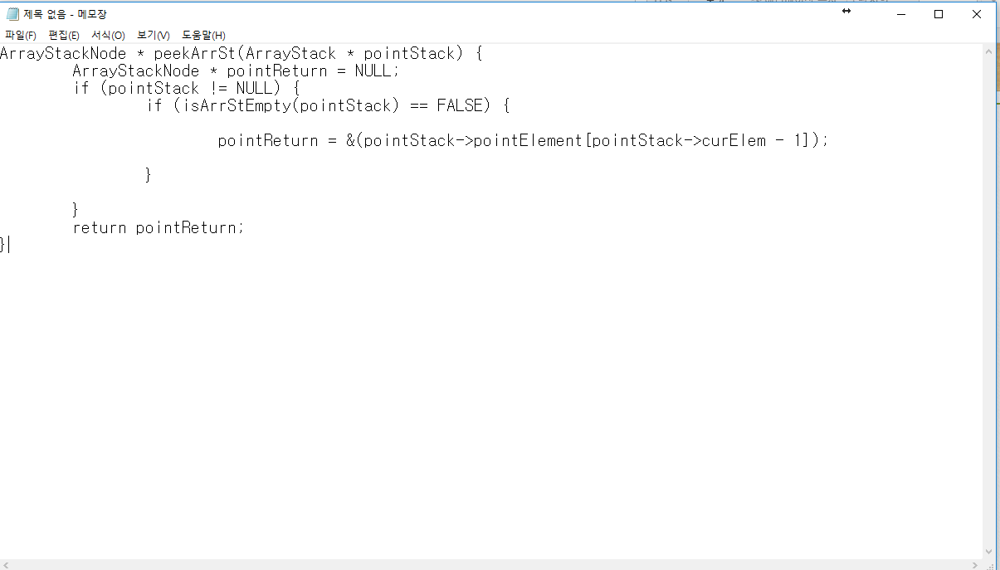 제목 없음 - 메모장
파일(F) 편집(E) 서식(O) 보기(V) 도움말(H)
ArrayStackNode * peekArrSt(ArrayStack * pointStack) {
ArrayStackNode * pointReturn = NULL;
if (pointStack != NULL) {
if (isArrStEmpty(pointStack) == FALSE) {
pointReturn = &(pointStack->pointElement[pointStack->curElem - 1]);
}
}
return pointReturn;
}